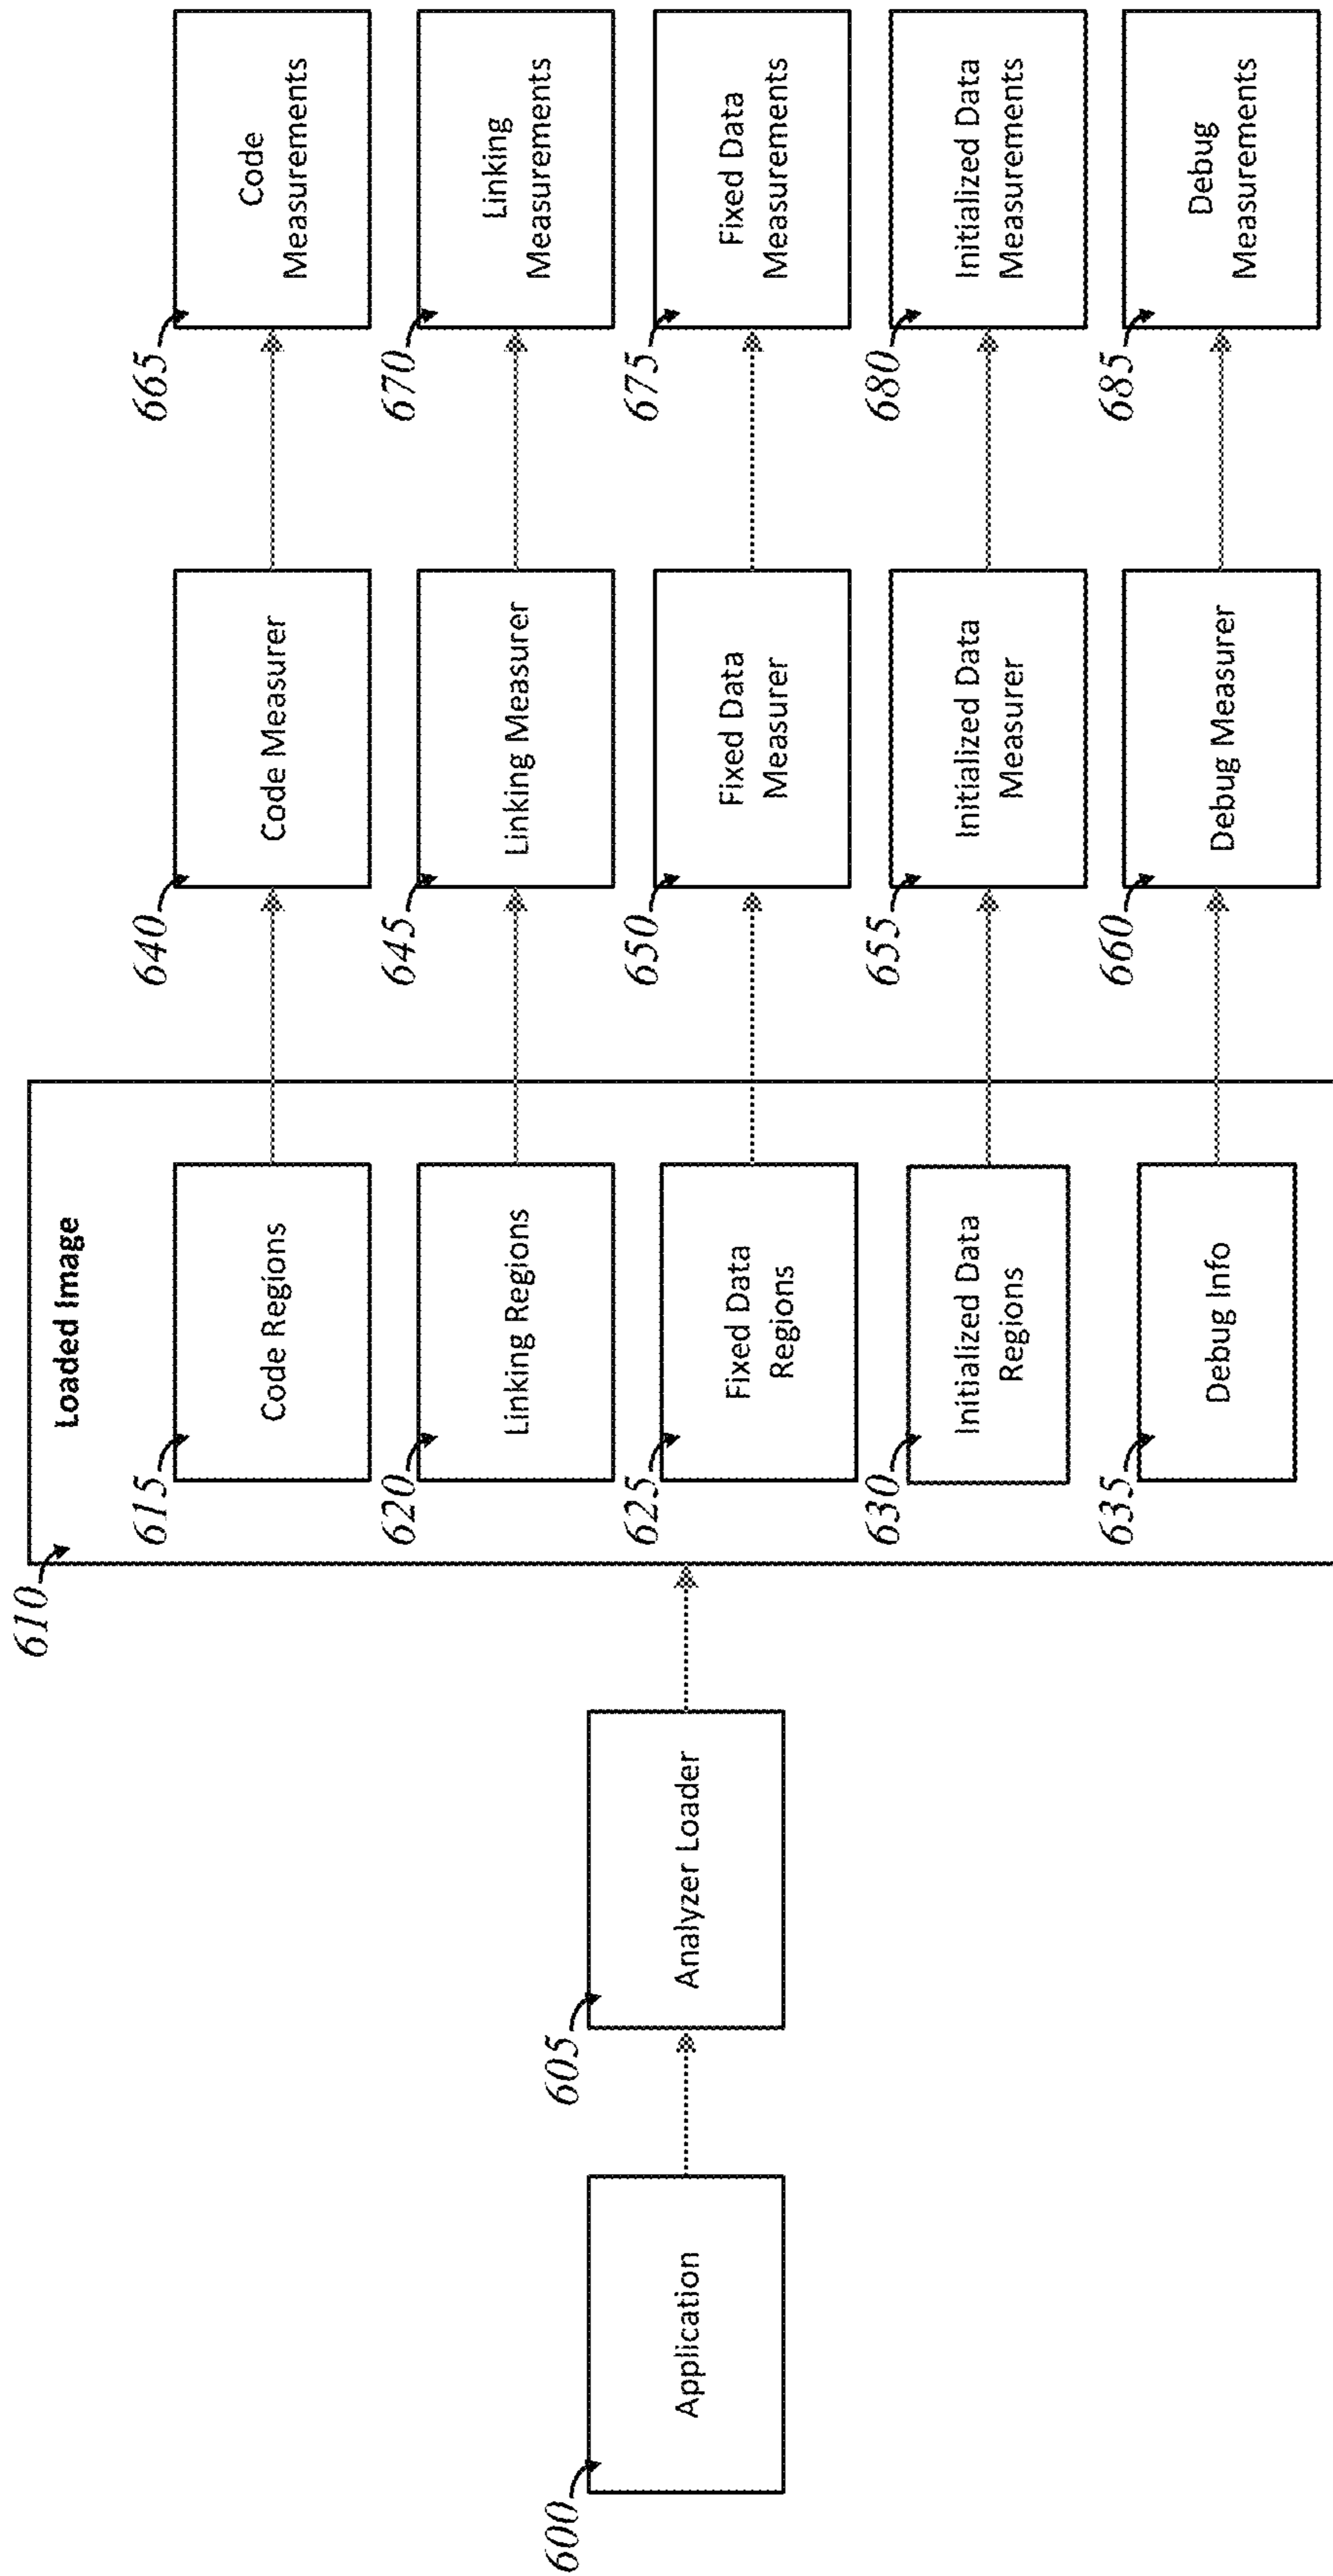 600
Application
605
Analyzer Loader
610
Loaded Image
615
Code Regions
620
Linking Regions
625
Fixed Data
Regions
630
Initialized Data
Regions
635
Debug Info
640
Code Measurer
645
Linking Measurer
650
Fixed Data
Measurer
655
Initialized Data
Measurer
660
Debug Measurer
665
Code
Measurements
670
Linking
Measurements
675
Fixed Data
Measurements
680
Initialized Data
Measurements
685
Debug
Measurements